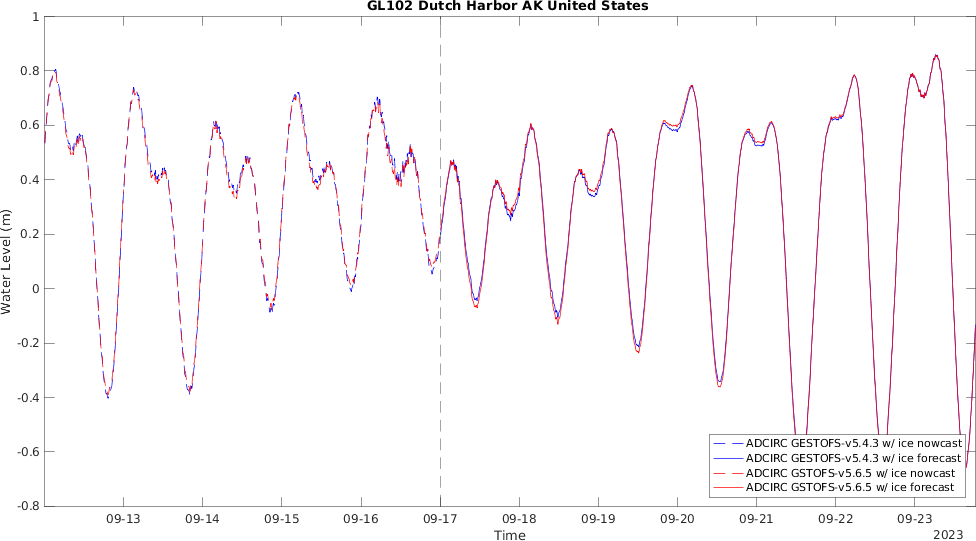 GL102 Dutch Harbor AK United States
1
0.8
0.6
0.4
0.2
0
-0.2
-0.4
-0.6
-0.8
Water Level (m)
ADCIRC GESTOFS-v5.4.3 w/ ice nowcast
ADCIRC GESTOFS-v5.4.3 w/ ice forecast
ADCIRC GSTOFS-v5.6.5 w/ ice nowcast
ADCIRC GSTOFS-v5.6.5 w/ ice forecast
09-13 09-14 09-15 09-16 09-17 09-18 09-19 09-20 09-21 09-22 09-23
Time
2023